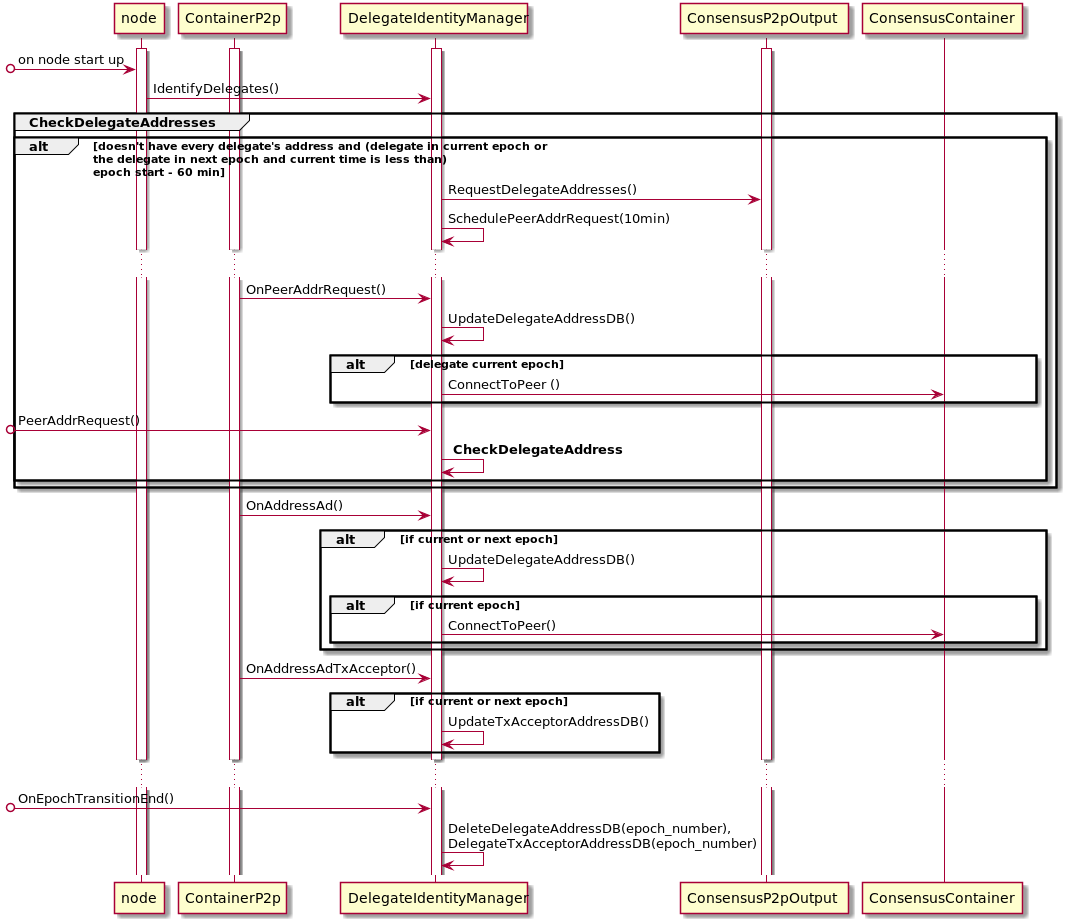 node
ContainerP2p
DelegateIdentityManager
ConsensusP2pOutput
ConsensusContainer
on node start up
IdentifyDelegates()
CheckDelegateAddresses
alt
[doesn't have every delegate's address and (delegate in current epoch or
the delegate in next epoch and current time is less than)
epoch start - 60 min]
RequestDelegateAddresses()
SchedulePeerAddrRequest(10min)
OnPeerAddrRequest()
UpdateDelegateAddressDB()
alt
[delegate current epoch]
ConnectToPeer ()
PeerAddrRequest()
CheckDelegateAddress
OnAddressAd()
alt
[if current or next epoch]
UpdateDelegateAddressDB()
alt
[if current epoch]
ConnectToPeer()
OnAddressAdTxAcceptor()
alt
[if current or next epoch]
UpdateTxAcceptorAddressDB()
OnEpochTransitionEnd()
DeleteDelegateAddressDB(epoch_number),
DelegateTxAcceptorAddressDB(epoch_number)
node
ContainerP2p
DelegateIdentityManager
ConsensusP2pOutput
ConsensusContainer